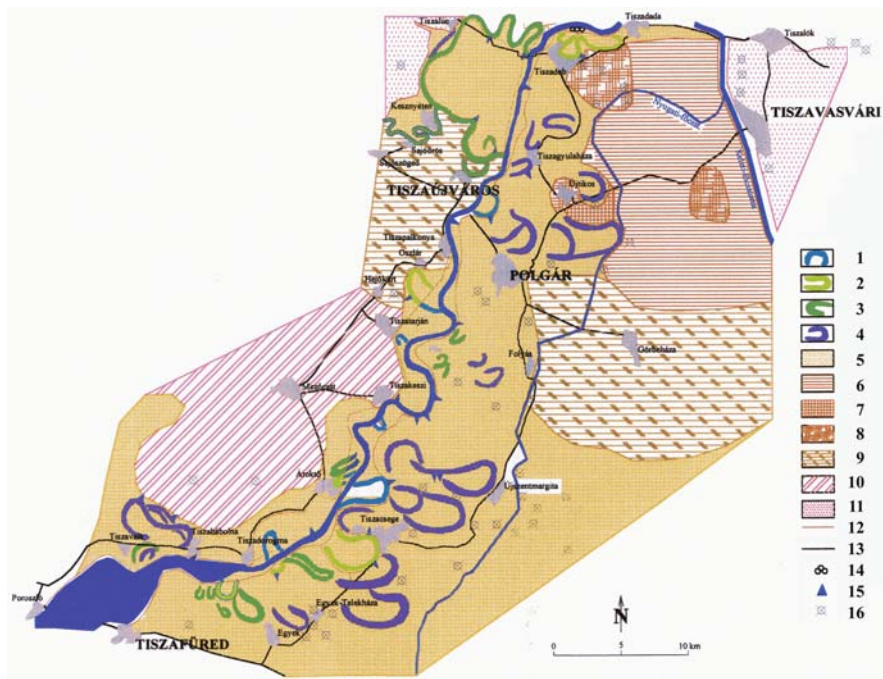 Tiszalúc
Tiszadada
Tiszalök
Tiszadob
TISZAVASVÁRI
Kesznyéten
Nyugati-főcsat.
Sajóörös
Sajószöged
Tiszagyulaháza
TISZAÚJVÁROS
Újtikos
Tiszapalkonya
Oszlár
POLGÁR
Hejőkürt
Tiszatarján
Folyás
Görbeháza
Mezőcsát
Tiszakeszi
Ároktő
Újszentmargita
Tiszacsege
Tiszavalk
Tiszabábolna
Tiszadorogma
Egyek-Telekháza
Poroszló
TISZAFÜRED
Egyek
1
2
3
4
5
6
7
8
9
10
11
12
13
14
15
16
N
0 5 10 km